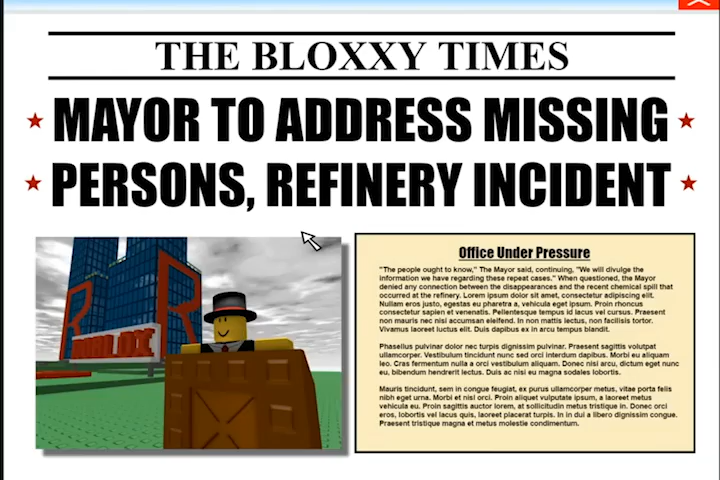 THE BLOXXY TIMES
MAYOR TO ADDRESS MISSING
PERSONS, REFINERY INCIDENT
R R
ROBLOX
Office Under Pressure
"The people ought to know," The Mayor said, continuing, "We will divulge the
information we have regarding these repeat cases." When questioned, the Mayor
denied any connection between the disappearances and the recent chemical spill that
occurred at the refinery. Lorem ipsum dolor sit amet, consectetur adipiscing elit.
Nullam eros justo, egestas eu pharetra a, vehicula eget ipsum. Proin rhoncus
consectetur sapien et venenatis. Pellentesque tempus id lacus vel cursus. Praesent
non mauris nec nisi accumsan eleifend. In non mattis lectus, non facilisis tortor.
Vivamus laoreet luctus elit. Duis dapibus ex in arcu tempus blandit.
Phasellus pulvinar dolor nec turpis dignissim pulvinar. Praesent sagittis volutpat
ullamcorper. Vestibulum tincidunt sed orci interdum dapibus. Morbi eu aliquam
leo. Cras fermentum nulla a orci vestibulum aliquam. Donec nisi arcu, dictum eget nunc
eu, bibendum hendrerit lectus. Duis ac nisi eu magna sodales lobortis.
Mauris tincidunt, sem in congue feugiat, ex purus ullamcorper metus, vitae porta felis
nibh eget urna. Morbi et nisi orci. Proin aliquet vulputate ipsum, a laoreet metus
vehicula eu. Proin sagittis auctor lorem, at sollicitudin metus tristique in. Donec orci
eros, lobortis vel lacus quis, laoreet placerat turpis. In in dui a libero dignissim congue.
Praesent tristique magna et metus molestie condimentum.